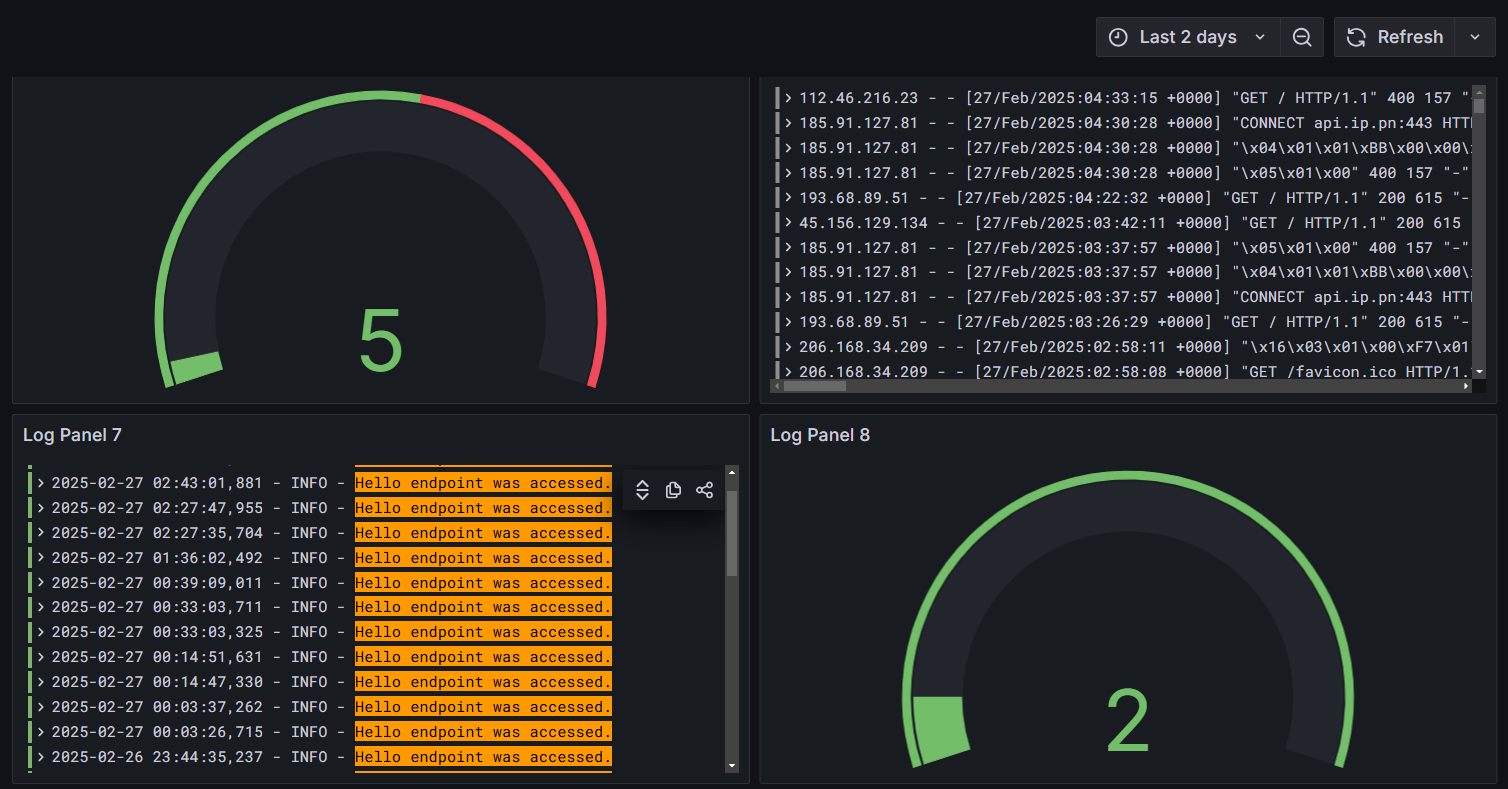 Last 2 days
Refresh
5
112.46.216.23 - - [27/Feb/2025:04:33:15 +0000] "GET / HTTP/1.1" 400 157 "
185.91.127.81 - - [27/Feb/2025:04:30:28 +0000] "CONNECT api.ip.pn:443 HTT
185.91.127.81 - - [27/Feb/2025:04:30:28 +0000] "\x04\x01\x01\xBB\x00\x00\
185.91.127.81 - - [27/Feb/2025:04:30:28 +0000] "\x05\x01\x00" 400 157 "-"
193.68.89.51 - - [27/Feb/2025:04:22:32 +0000] "GET / HTTP/1.1" 200 615 "-
45.156.129.134 - - [27/Feb/2025:03:42:11 +0000] "GET / HTTP/1.1" 200 615
185.91.127.81 - - [27/Feb/2025:03:37:57 +0000] "\x05\x01\x00" 400 157 "-"
185.91.127.81 - - [27/Feb/2025:03:37:57 +0000] "\x04\x01\x01\xBB\x00\x00\
185.91.127.81 - - [27/Feb/2025:03:37:57 +0000] "CONNECT api.ip.pn:443 HTT
193.68.89.51 - - [27/Feb/2025:03:26:29 +0000] "GET / HTTP/1.1" 200 615 "-
206.168.34.209 - - [27/Feb/2025:02:58:11 +0000] "\x16\x03\x01\x00\xF7\x01
206.168.34.209 - - [27/Feb/2025:02:58:08 +0000] "GET /favicon.ico HTTP/1.
Log Panel 7
2025-02-27 02:43:01,881 - INFO - Hello endpoint was accessed.
2025-02-27 02:27:47,955 - INFO - Hello endpoint was accessed.
2025-02-27 02:27:35,704 - INFO - Hello endpoint was accessed.
2025-02-27 01:36:02,492 - INFO - Hello endpoint was accessed.
2025-02-27 00:39:09,011 - INFO - Hello endpoint was accessed.
2025-02-27 00:33:03,711 - INFO - Hello endpoint was accessed.
2025-02-27 00:33:03,325 - INFO - Hello endpoint was accessed.
2025-02-27 00:14:51,631 - INFO - Hello endpoint was accessed.
2025-02-27 00:14:47,330 - INFO - Hello endpoint was accessed.
2025-02-27 00:03:37,262 - INFO - Hello endpoint was accessed.
2025-02-27 00:03:26,715 - INFO - Hello endpoint was accessed.
2025-02-26 23:44:35,237 - INFO - Hello endpoint was accessed.
Log Panel 8
2